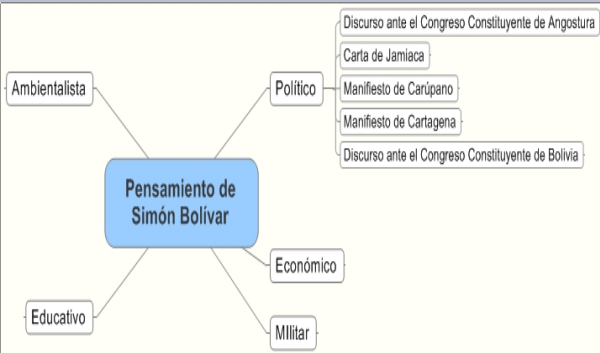 Discurso ante el Congreso Constituyente de Angostura
Carta de Jamiaca
Ambientalista
Político
Manifiesto de Carúpano
Manifiesto de Cartagena
Discurso ante el Congreso Constituyente de Bolivia
Pensamiento de
Simón Bolívar
Económico
Educativo
MIlitar